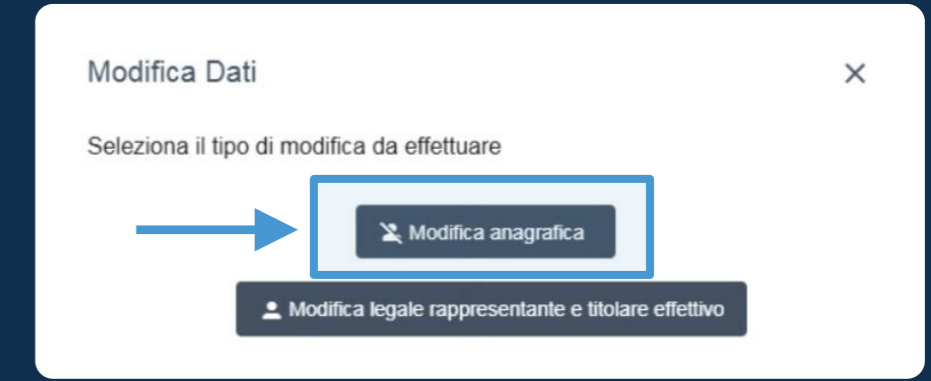 Modifica Dati
Seleziona il tipo di modifica da effettuare
Modifica anagrafica
Modifica legale rappresentante e titolare effettivo